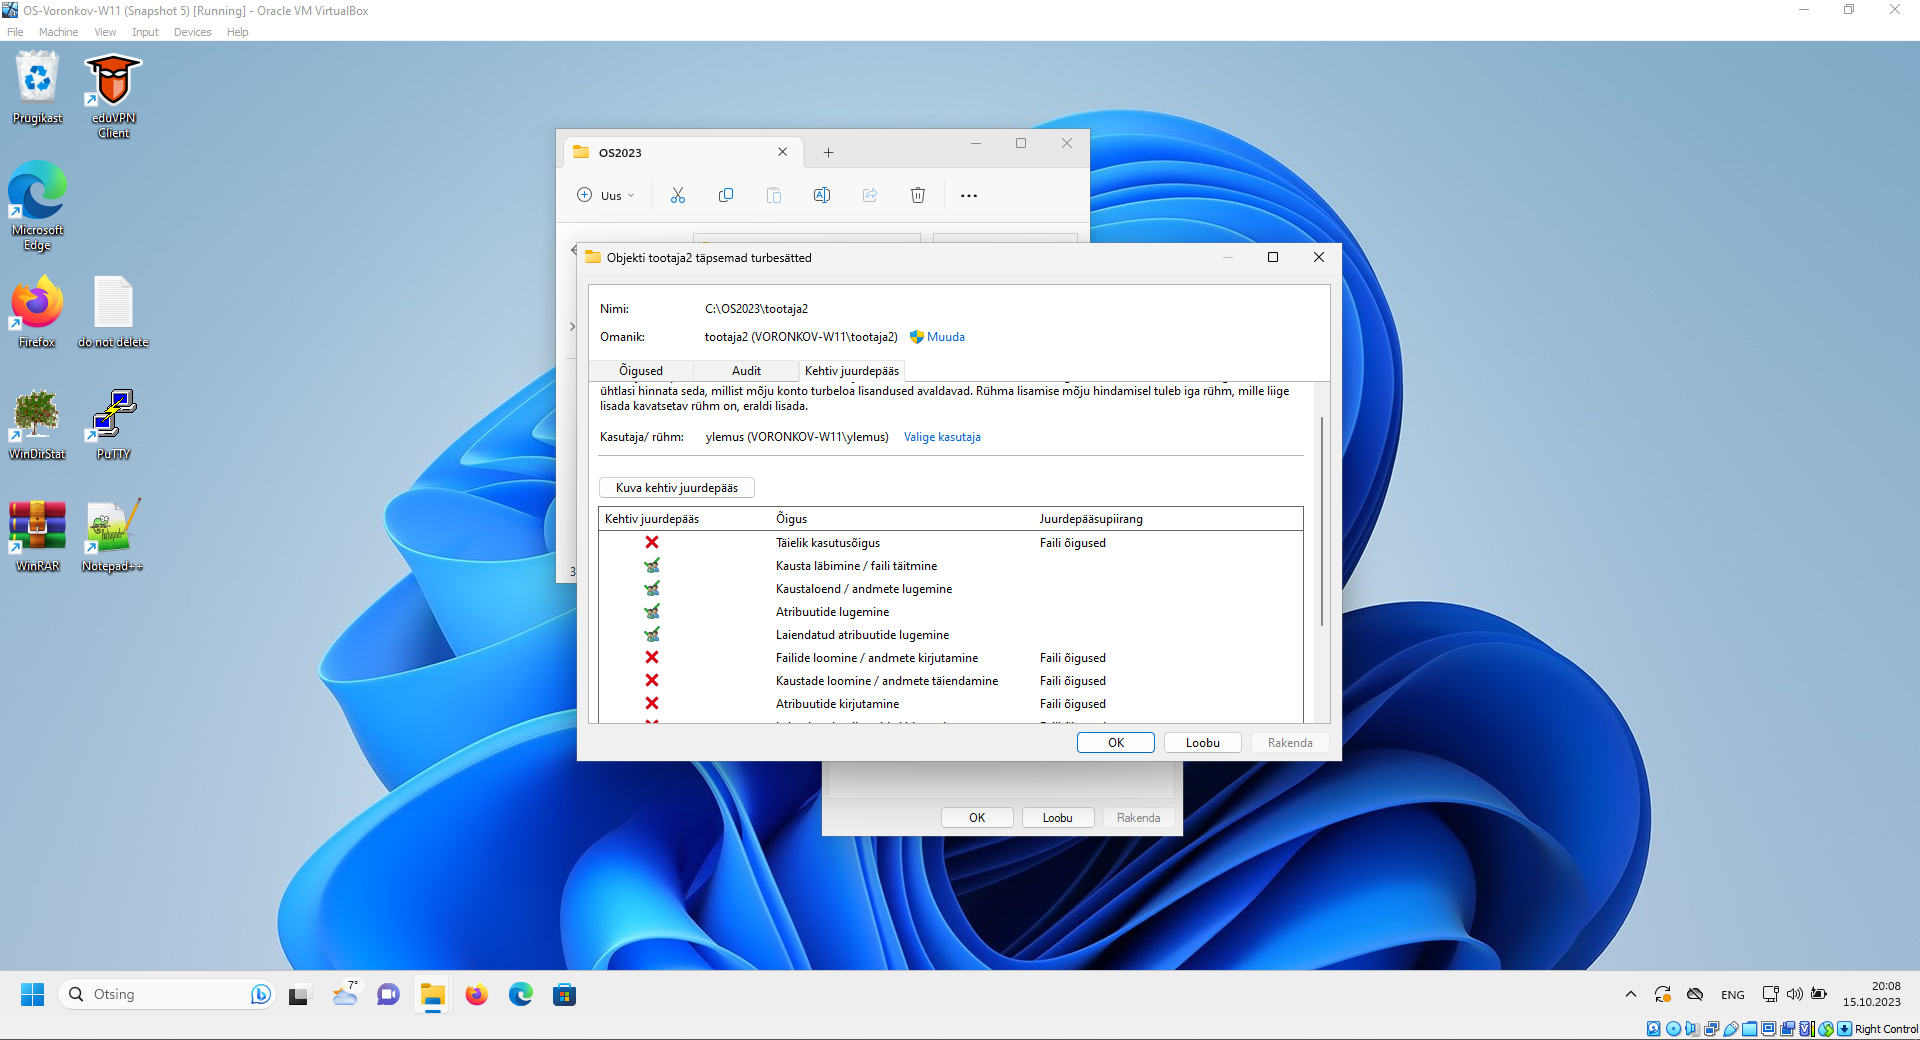 OS-Voronkov-W11 (Snapshot 5) [Running] - Oracle VM VirtualBox
File Machine View Input Devices Help
Prügikast
eduVPN Client
Microsoft Edge
Firefox
do not delete
WinDirStat
PuTTY
WinRAR
Notepad++
OS2023
Uus
3
Objekti tootaja2 täpsemad turbesätted
Nimi: C:\OS2023\tootaja2
Omanik: tootaja2 (VORONKOV-W11\tootaja2) Muuda
Õigused Audit Kehtiv juurdepääs
ühtlasi hinnata seda, millist mõju konto turbeloa lisandused avaldavad. Rühma lisamise mõju hindamisel tuleb iga rühm, mille liige
lisada kavatsetav rühm on, eraldi lisada.
Kasutaja/ rühm: ylemus (VORONKOV-W11\ylemus) Valige kasutaja
Kuva kehtiv juurdepääs
Kehtiv juurdepääs Õigus Juurdepääsupiirang
Täielik kasutusõigus Faili õigused
Kausta läbimine / faili täitmine
Kaustaloend / andmete lugemine
Atribuutide lugemine
Laiendatud atribuutide lugemine
Failide loomine / andmete kirjutamine Faili õigused
Kaustade loomine / andmete täiendamine Faili õigused
Atribuutide kirjutamine Faili õigused
OK Loobu Rakenda
OK Loobu Rakenda
Otsing
7°
ENG
20:08
15.10.2023
Right Control